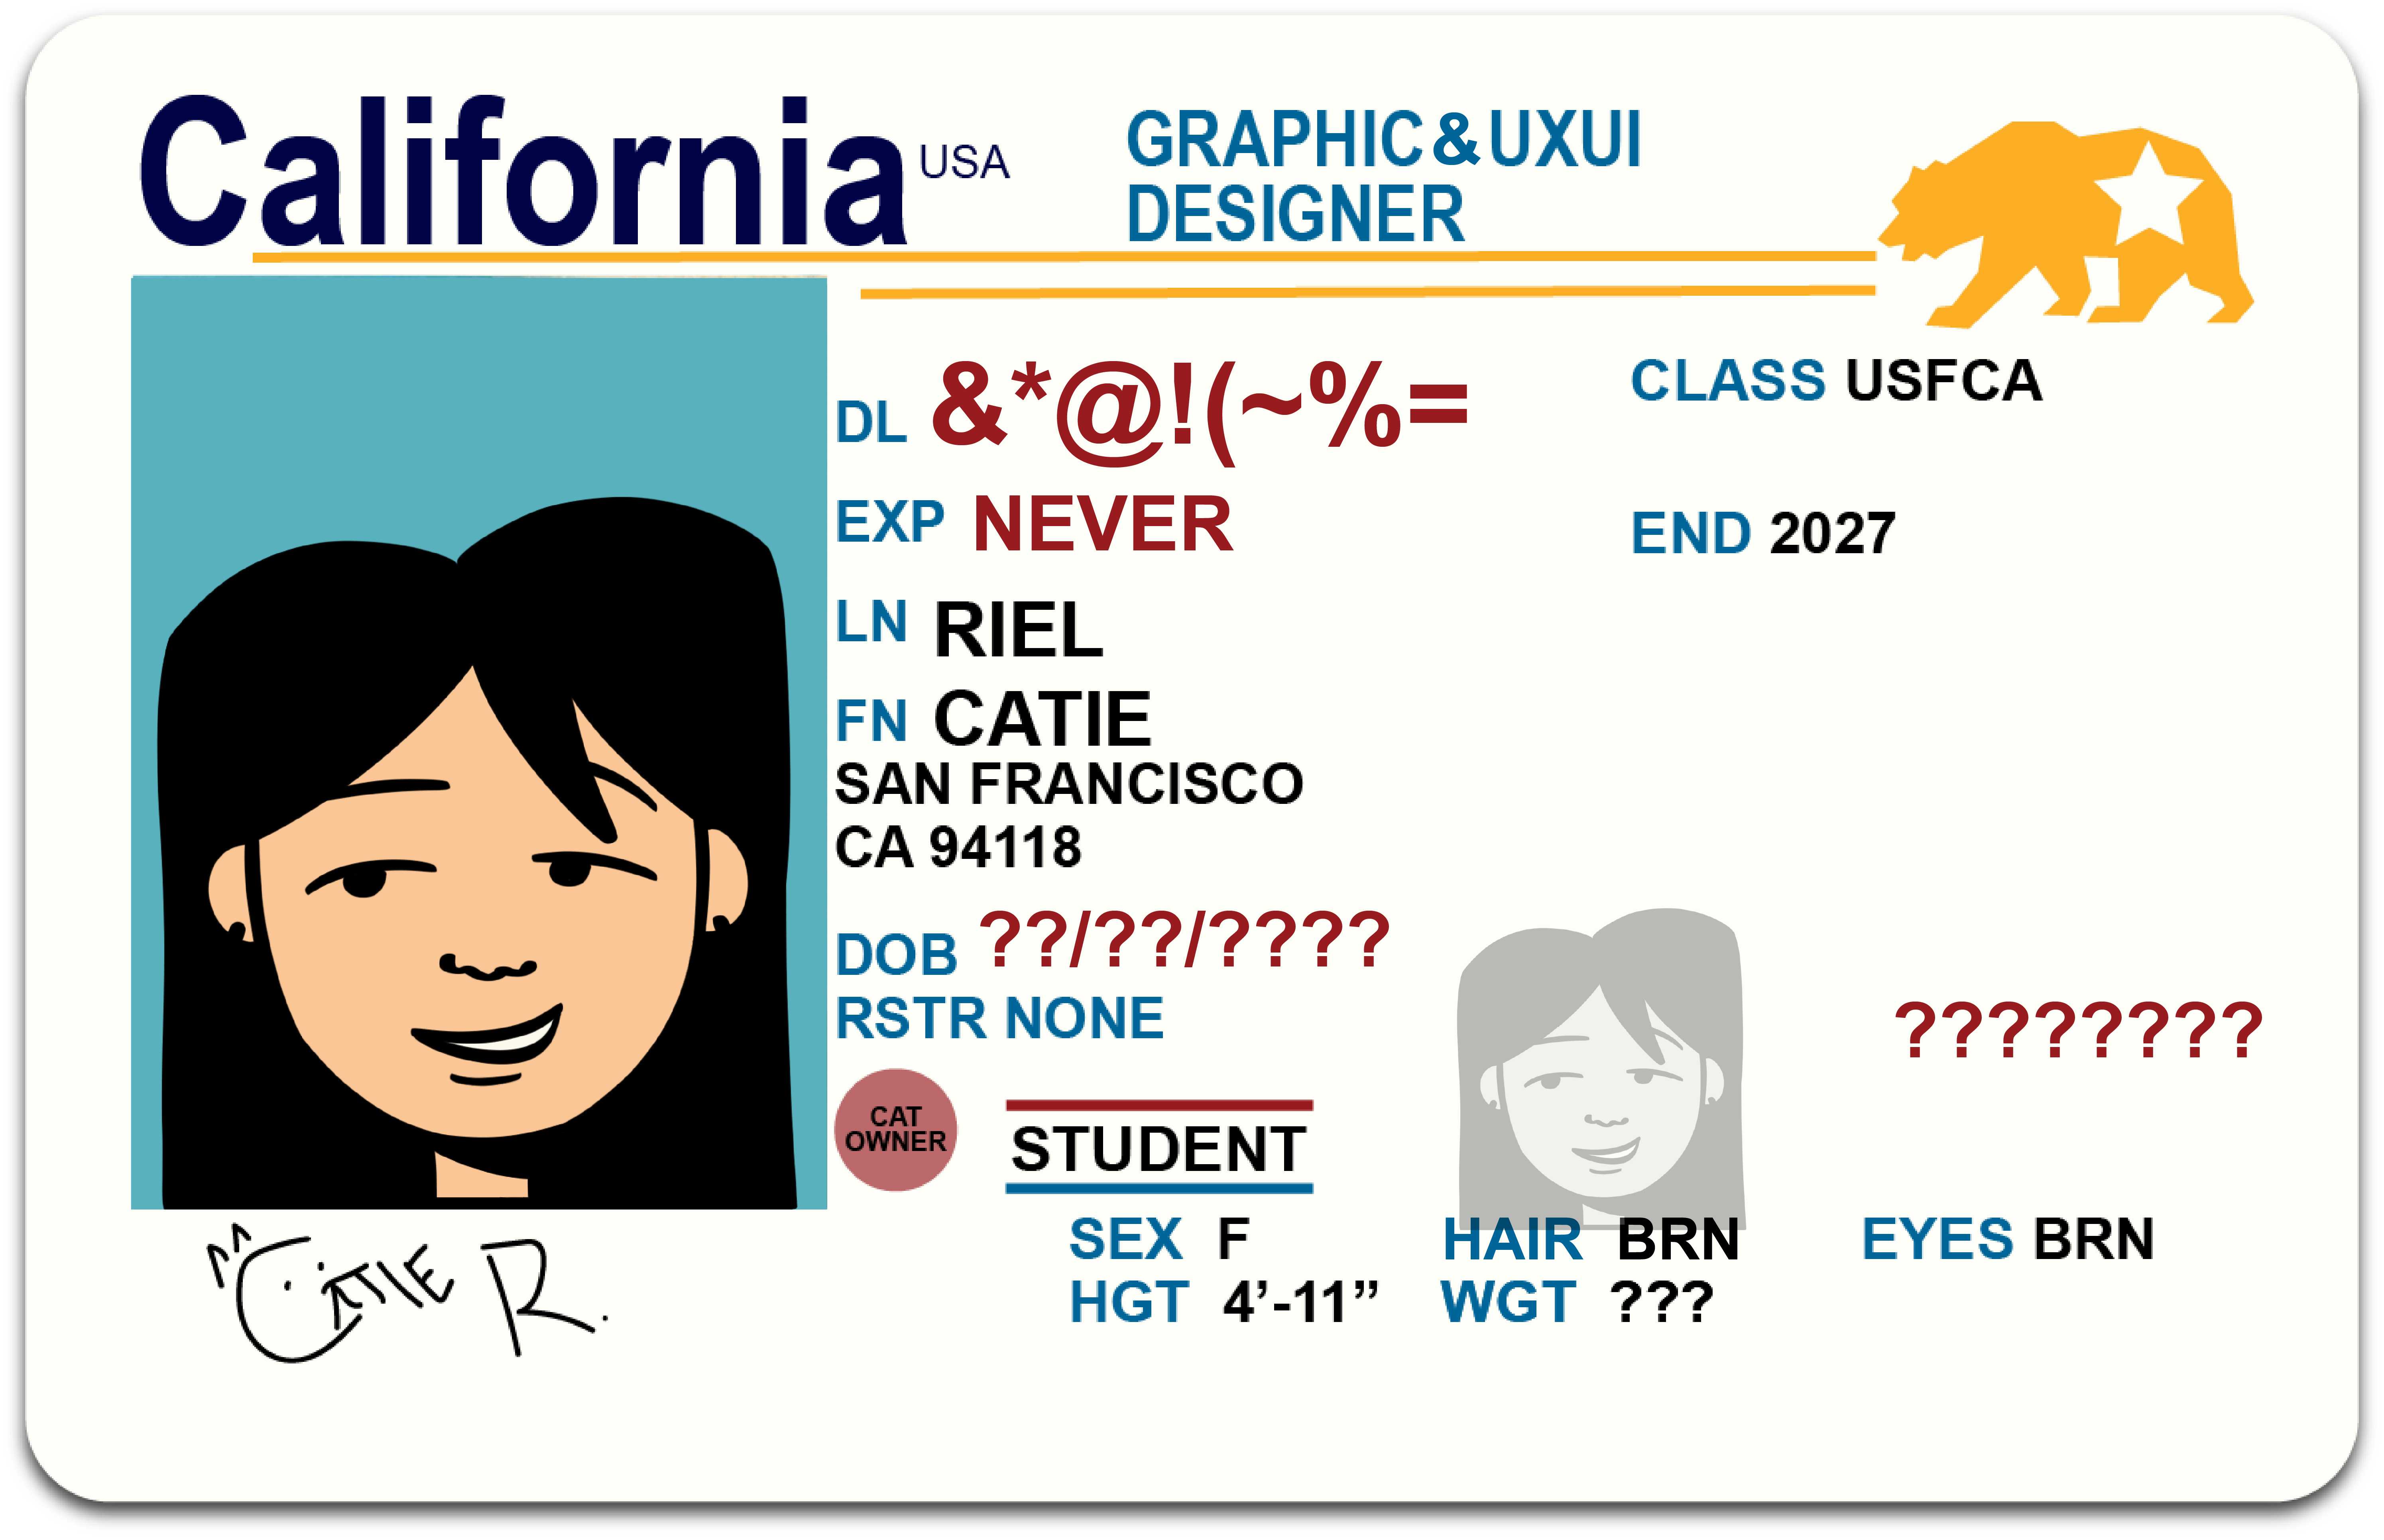 California USA
GRAPHIC & UXUI
DESIGNER
DL &*@!(~%=
CLASS USFCA
EXP NEVER
END 2027
LN RIEL
FN CATIE
SAN FRANCISCO
CA 94118
DOB ??/??/????
RSTR NONE
????????
CAT
OWNER
STUDENT
SEX F HAIR BRN EYES BRN
HGT 4’-11” WGT ???
CATIE R.